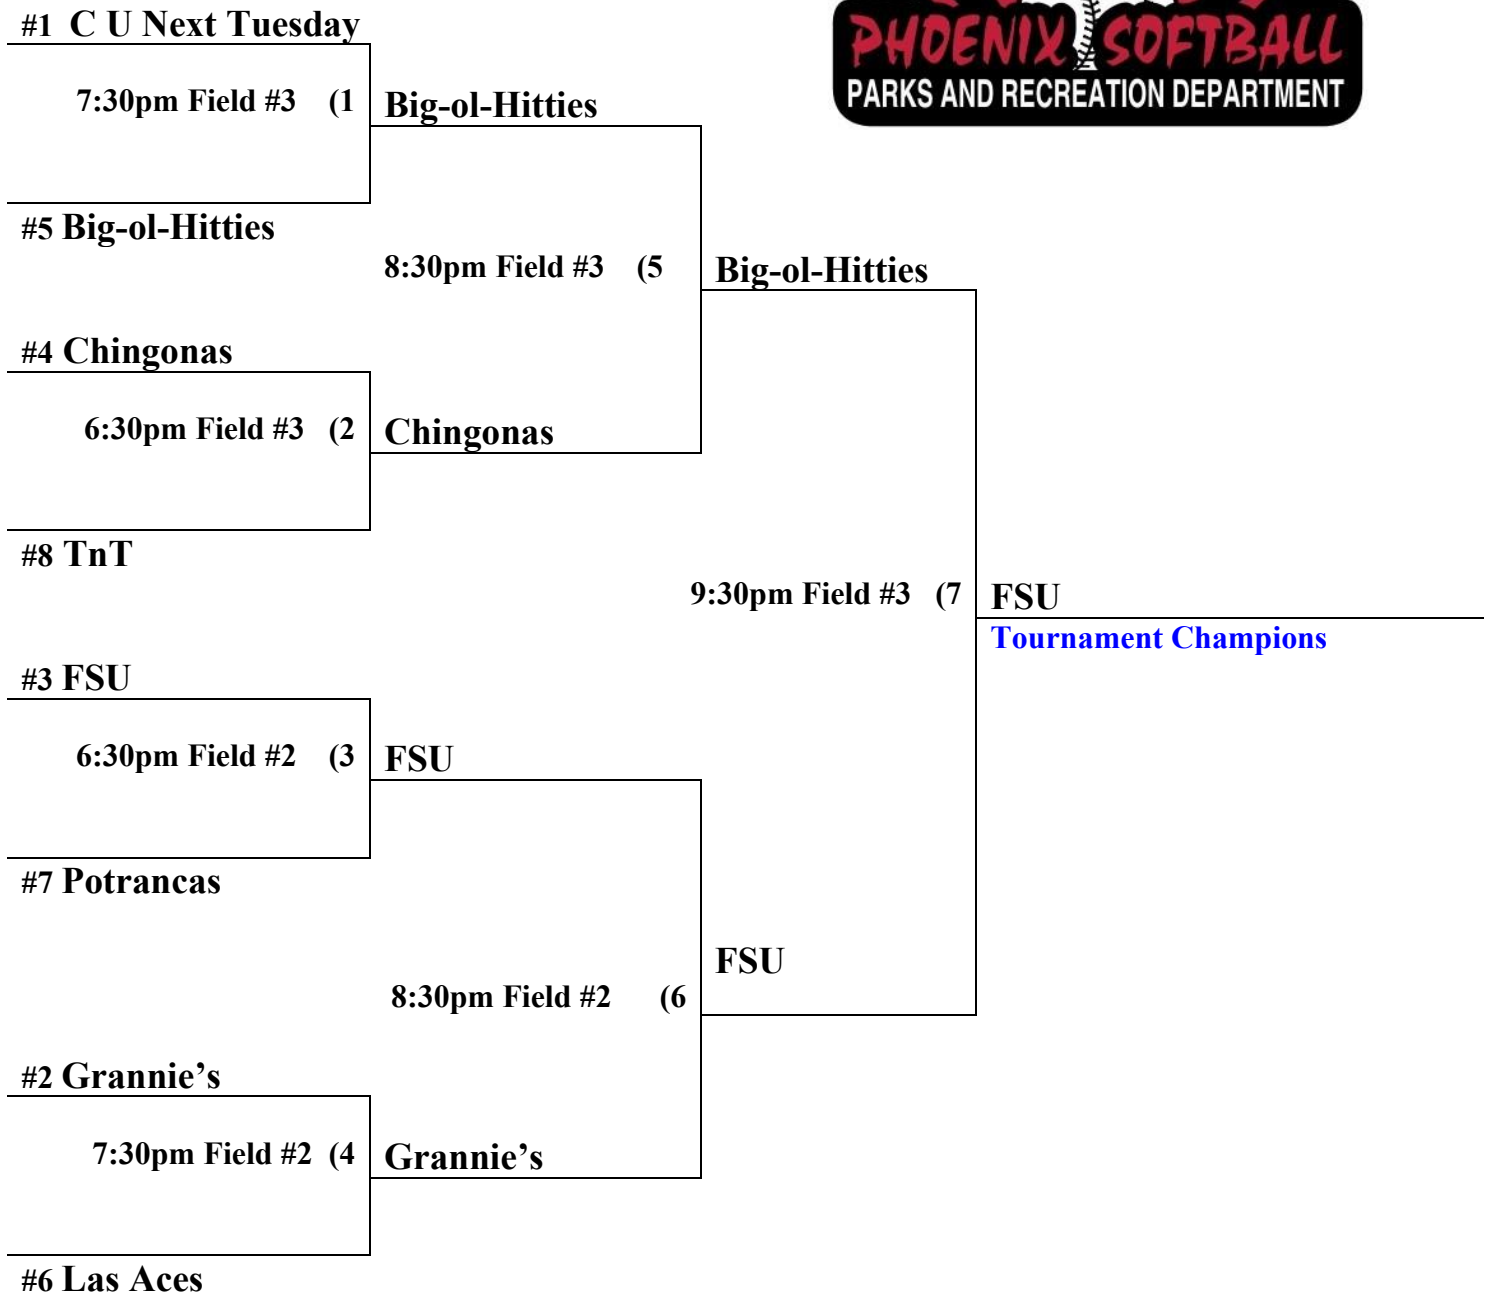 #1 C U Next Tuesday
PHOENIX SOFTBALL
PARKS AND RECREATION DEPARTMENT
7:30pm Field #3 (1
Big-ol-Hitties
#5 Big-ol-Hitties
8:30pm Field #3 (5
Big-ol-Hitties
#4 Chingonas
6:30pm Field #3 (2
Chingonas
#8 TnT
9:30pm Field #3 (7
FSU
Tournament Champions
#3 FSU
6:30pm Field #2 (3
FSU
#7 Potrancas
FSU
8:30pm Field #2 (6
#2 Grannie’s
7:30pm Field #2 (4
Grannie’s
#6 Las Aces